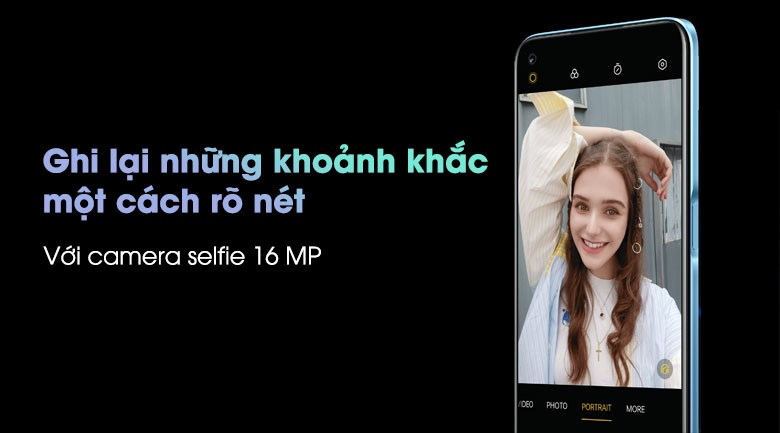 Ghi lại những khoảnh khắc
một cách rõ nét
Với camera selfie 16 MP
VIDEO PHOTO PORTRAIT MORE